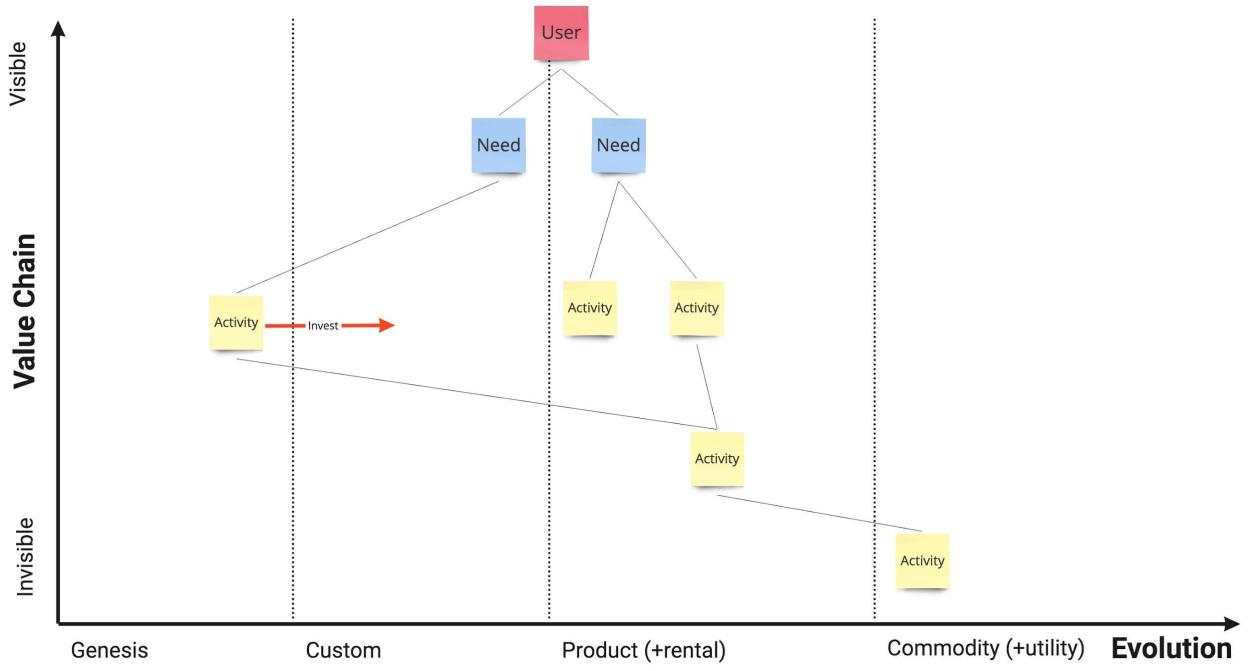 User
Visible
Need
Need
Value Chain
Activity
Activity
Activity
Invest
Activity
Activity
Invisible
Genesis
Custom
Product (+rental)
Commodity (+utility)
Evolution